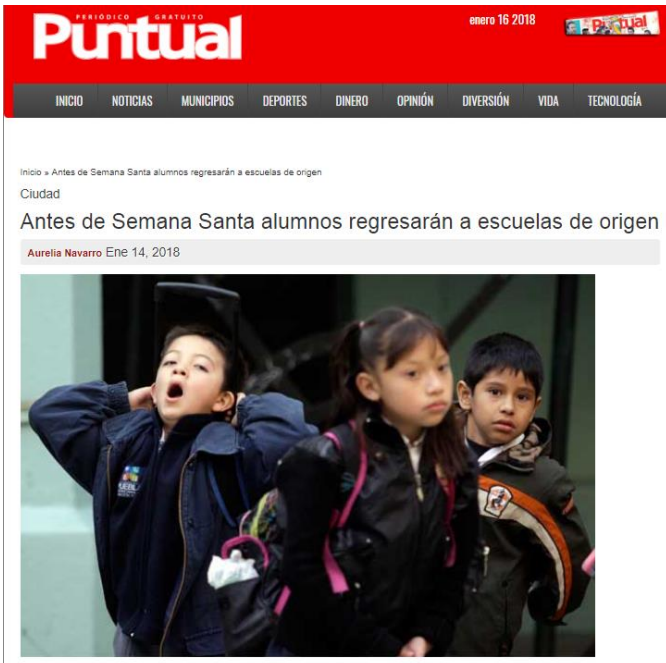 PERIÓDICO GRATUITO
Puntual
enero 16 2018
Puntual
INICIO NOTICIAS MUNICIPIOS DEPORTES DINERO OPINIÓN DIVERSIÓN VIDA TECNOLOGÍA
Inicio » Antes de Semana Santa alumnos regresarán a escuelas de origen
Ciudad
Antes de Semana Santa alumnos regresarán a escuelas de origen
Aurelia Navarro Ene 14, 2018
PUEBLA